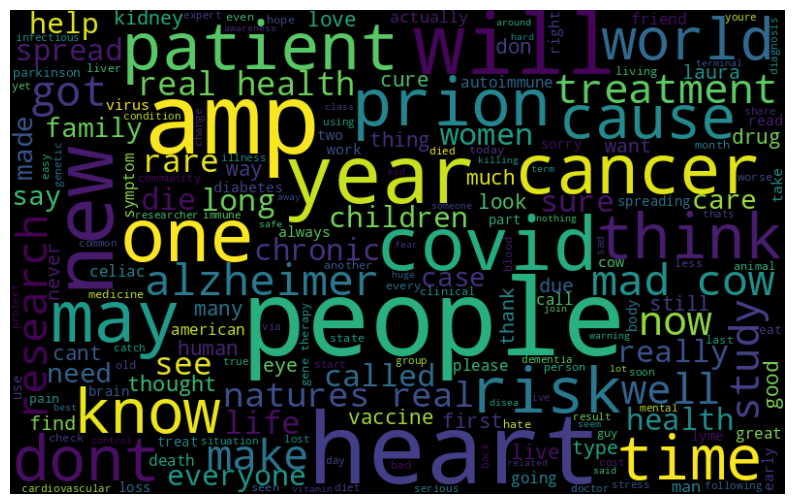 kidney
expert even hope love actually friend around youre
awareness
help
infectious
patient
will
don hard right
world
diagnosis
spread
parkinson liver
real health
cure autoimmune living laura terminal
treatment
yet got
amp
virus class
prion
cause
condition
using
change
thing
share
read
made
family
two
women
want
month
drug
easy
genetic
rare
way
work died today sorry
illness
killing
new
year
much
cancer
say
symptom
community
diabetes
kid
term
worse
take
die long
look
sure
care
researcher immune away
someone
part spreading
children
safe
nothing
one
always
covid
thats
think
research
never
common
chronic
fear
another
blood
sad
cow less animal
celiac
alzheimer
huge every
case
due
mad cow
protect
medicine
many
clinical
thank
call
body
still
eat
may
people
via
state
join
american
warning
now
study
cant
catch
human
gene therapy
true
group dementia person
last
really
good
use
need
see
eye
start
please
lot soon
pain old brain
thought
called
live
disea
mental
risk
well
best
know
natures real
hate
find
life
vaccine
first
result
seem
health
check control
treat situation lost
heart
back
type
guy
lyme great
dont
death
make
day
bad
related
live
cost
said
time
early
everyone
going
man
cardiovascular loss seen
vitamin diet serious
doctor stress following